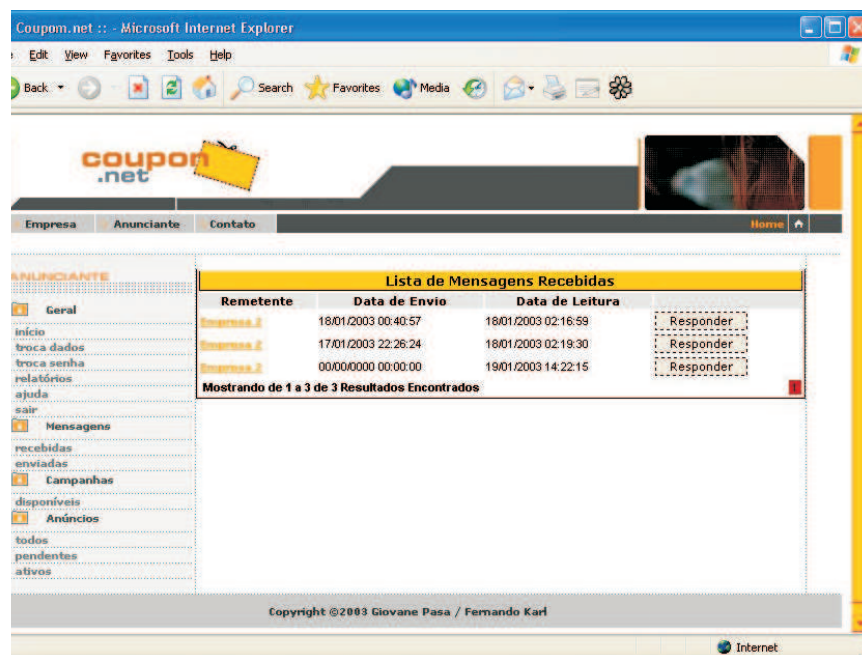 Coupom.net :: - Microsoft Internet Explorer
Edit View Favorites Tools Help
Back Search Favorites Media
coupon
.net
Empresa Anunciante Contato Home
ANUNCIANTE
Geral
início
troca dados
troca senha
relatórios
ajuda
sair
Mensagens
recebidas
enviadas
Campanhas
disponíveis
Anúncios
todos
pendentes
ativos
Lista de Mensagens Recebidas
Remetente Data de Envio Data de Leitura
Empresa 2 18/01/2003 00:40:57 18/01/2003 02:16:59 Responder
Empresa 2 17/01/2003 22:26:24 18/01/2003 02:19:30 Responder
Empresa 2 00/00/0000 00:00:00 19/01/2003 14:22:15 Responder
Mostrando de 1 a 3 de 3 Resultados Encontrados 1
Copyright ©2003 Giovane Pasa / Fernando Karl
Internet